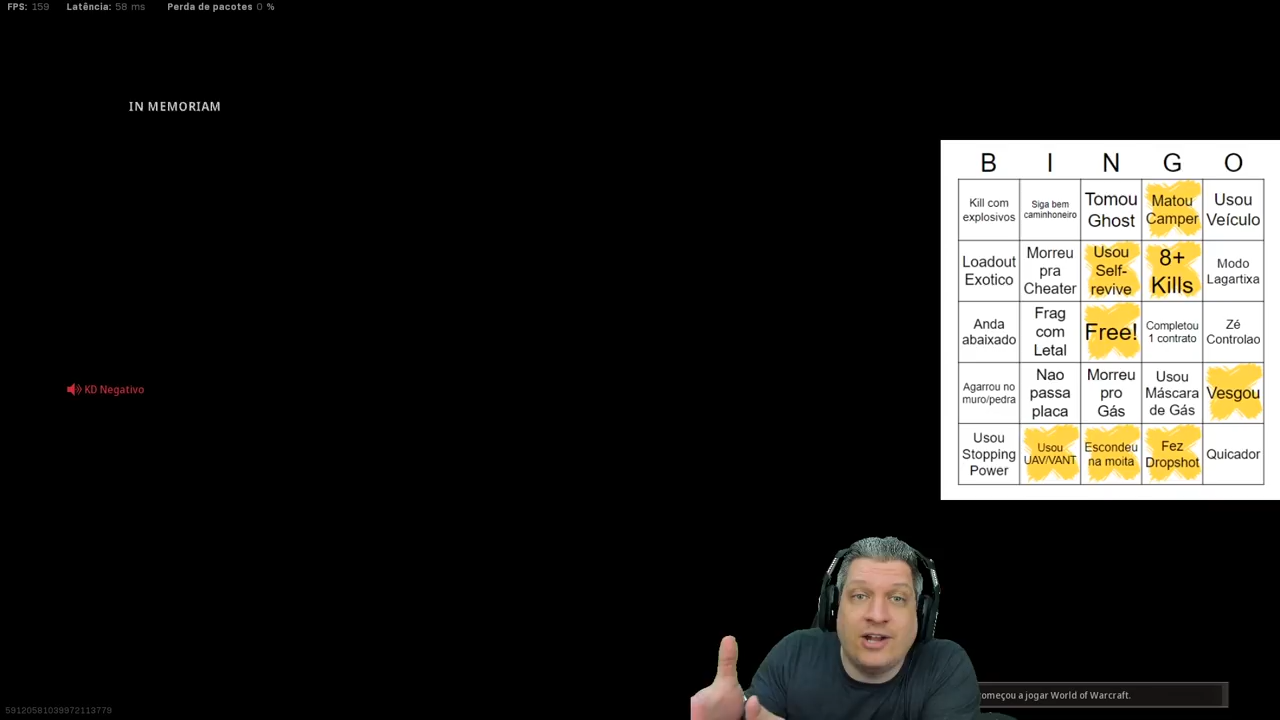 FPS: 159 Latência: 58 ms Perda de pacotes 0 %
IN MEMORIAM
KD Negativo
B I N G O
Kill com
explosivos
Siga bem
caminhoneiro
Tomou
Ghost
Matou
Camper
Usou
Veículo
Loadout
Exotico
Morreu
pra
Cheater
Usou
Self-
revive
8+
Kills
Modo
Lagartixa
Anda
abaixado
Frag
com
Letal
Free!
Completou
1 contrato
Zé
Controlao
Agarrou no
muro/pedra
Nao
passa
placa
Morreu
pro
Gás
Usou
Máscara
de Gás
Vesgou
Usou
Stopping
Power
Usou
UAV/VANT
Escondeu
na moita
Fez
Dropshot
Quicador
omeçou a jogar World of Warcraft.
59120581039972113779